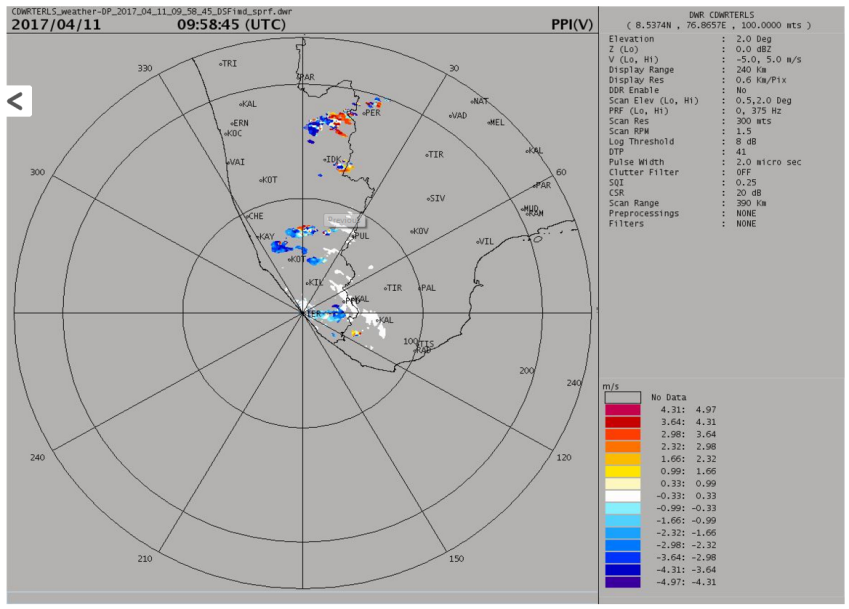 CDWRTERLS_weather-DP_2017_04_11_09_58_45_DSFimd_sprf.dwr
2017/04/11 09:58:45 (UTC) PPI(V)
DWR CDWRTERLS
( 8.5374N , 76.8657E , 100.0000 mts )
Elevation : 2.0 Deg
Z (Lo) : 0.0 dBZ
V (Lo, Hi) : -5.0, 5.0 m/s
Display Range : 240 Km
Display Res : 0.6 Km/Pix
DDR Enable : No
Scan Elev (Lo, Hi) : 0.5,2.0 Deg
PRF (Lo, Hi) : 0, 375 Hz
Scan Res : 300 mts
Scan RPM : 1.5
Log Threshold : 8 dB
DTP : 41
Pulse Width : 2.0 micro sec
Clutter Filter : OFF
SQI : 0.25
CSR : 20 dB
Scan Range : 390 Km
Preprocessings : NONE
Filters : NONE
TRI
330
PAR
30
KAL
NAT
PER
VAD
MEL
ERN
KOC
KAL
VAI
IDK
TIR
300
KOT
60
PAR
SIV
MUD
RAM
CHE
Previous
KAY
PUL
KOV
VIL
KOT
KIL
TIR
PAL
KAL
KAL
100
TIS
200
240
240
120
210
150
m/s
No Data
4.31: 4.97
3.64: 4.31
2.98: 3.64
2.32: 2.98
1.66: 2.32
0.99: 1.66
0.33: 0.99
-0.33: 0.33
-0.99: -0.33
-1.66: -0.99
-2.32: -1.66
-2.98: -2.32
-3.64: -2.98
-4.31: -3.64
-4.97: -4.31